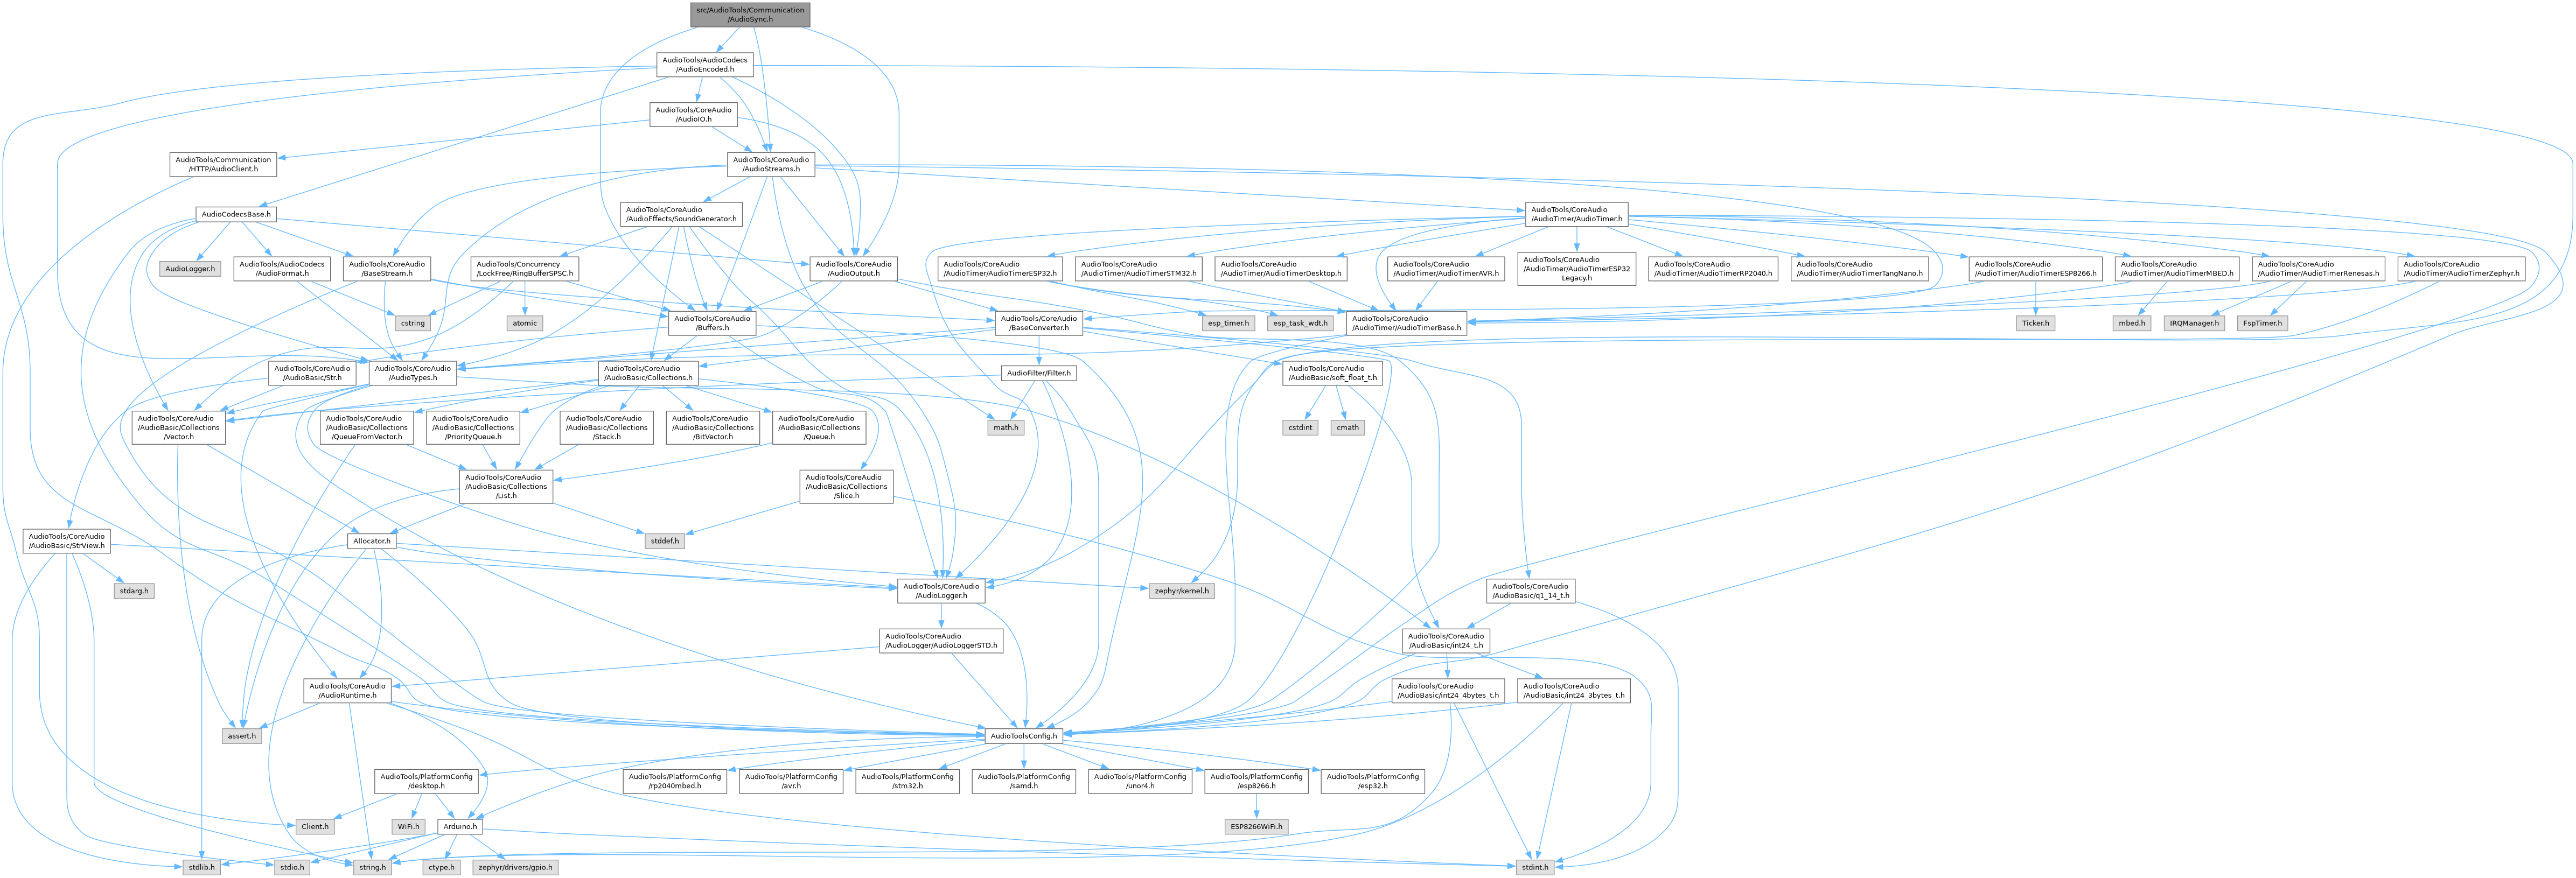 src/AudioTools/Communication
/AudioSync.h
AudioTools/AudioCodecs
/AudioEncoded.h
AudioTools/CoreAudio
/AudioIO.h
AudioTools/Communication
/HTTP/AudioClient.h
AudioTools/CoreAudio
/AudioStreams.h
AudioCodecsBase.h
AudioTools/CoreAudio
/AudioEffects/SoundGenerator.h
AudioTools/CoreAudio
/AudioTimer/AudioTimer.h
AudioLogger.h
AudioTools/AudioCodecs
/AudioFormat.h
AudioTools/CoreAudio
/BaseStream.h
AudioTools/Concurrency
/LockFree/RingBufferSPSC.h
AudioTools/CoreAudio
/AudioOutput.h
AudioTools/CoreAudio
/AudioTimer/AudioTimerESP32.h
AudioTools/CoreAudio
/AudioTimer/AudioTimerSTM32.h
AudioTools/CoreAudio
/AudioTimer/AudioTimerDesktop.h
AudioTools/CoreAudio
/AudioTimer/AudioTimerAVR.h
AudioTools/CoreAudio
/AudioTimer/AudioTimerESP32
Legacy.h
AudioTools/CoreAudio
/AudioTimer/AudioTimerRP2040.h
AudioTools/CoreAudio
/AudioTimer/AudioTimerTangNano.h
AudioTools/CoreAudio
/AudioTimer/AudioTimerESP8266.h
AudioTools/CoreAudio
/AudioTimer/AudioTimerMBED.h
AudioTools/CoreAudio
/AudioTimer/AudioTimerRenesas.h
AudioTools/CoreAudio
/AudioTimer/AudioTimerZephyr.h
cstring
atomic
AudioTools/CoreAudio
/Buffers.h
AudioTools/CoreAudio
/BaseConverter.h
esp_timer.h
esp_task_wdt.h
AudioTools/CoreAudio
/AudioTimer/AudioTimerBase.h
Ticker.h
mbed.h
IRQManager.h
FspTimer.h
AudioTools/CoreAudio
/AudioBasic/Str.h
AudioTools/CoreAudio
/AudioTypes.h
AudioTools/CoreAudio
/AudioBasic/Collections.h
AudioFilter/Filter.h
AudioTools/CoreAudio
/AudioBasic/soft_float_t.h
AudioTools/CoreAudio
/AudioBasic/Collections
/Vector.h
AudioTools/CoreAudio
/AudioBasic/Collections
/QueueFromVector.h
AudioTools/CoreAudio
/AudioBasic/Collections
/PriorityQueue.h
AudioTools/CoreAudio
/AudioBasic/Collections
/Stack.h
AudioTools/CoreAudio
/AudioBasic/Collections
/BitVector.h
AudioTools/CoreAudio
/AudioBasic/Collections
/Queue.h
math.h
cstdint
cmath
AudioTools/CoreAudio
/AudioBasic/Collections
/List.h
AudioTools/CoreAudio
/AudioBasic/Collections
/Slice.h
AudioTools/CoreAudio
/AudioBasic/StrView.h
Allocator.h
stddef.h
stdarg.h
AudioTools/CoreAudio
/AudioLogger.h
zephyr/kernel.h
AudioTools/CoreAudio
/AudioBasic/q1_14_t.h
AudioTools/CoreAudio
/AudioLogger/AudioLoggerSTD.h
AudioTools/CoreAudio
/AudioBasic/int24_t.h
AudioTools/CoreAudio
/AudioRuntime.h
AudioTools/CoreAudio
/AudioBasic/int24_4bytes_t.h
AudioTools/CoreAudio
/AudioBasic/int24_3bytes_t.h
assert.h
AudioToolsConfig.h
AudioTools/PlatformConfig
/desktop.h
AudioTools/PlatformConfig
/rp2040mbed.h
AudioTools/PlatformConfig
/avr.h
AudioTools/PlatformConfig
/stm32.h
AudioTools/PlatformConfig
/samd.h
AudioTools/PlatformConfig
/unor4.h
AudioTools/PlatformConfig
/esp8266.h
AudioTools/PlatformConfig
/esp32.h
Client.h
WiFi.h
Arduino.h
ESP8266WiFi.h
stdlib.h
stdio.h
string.h
ctype.h
zephyr/drivers/gpio.h
stdint.h